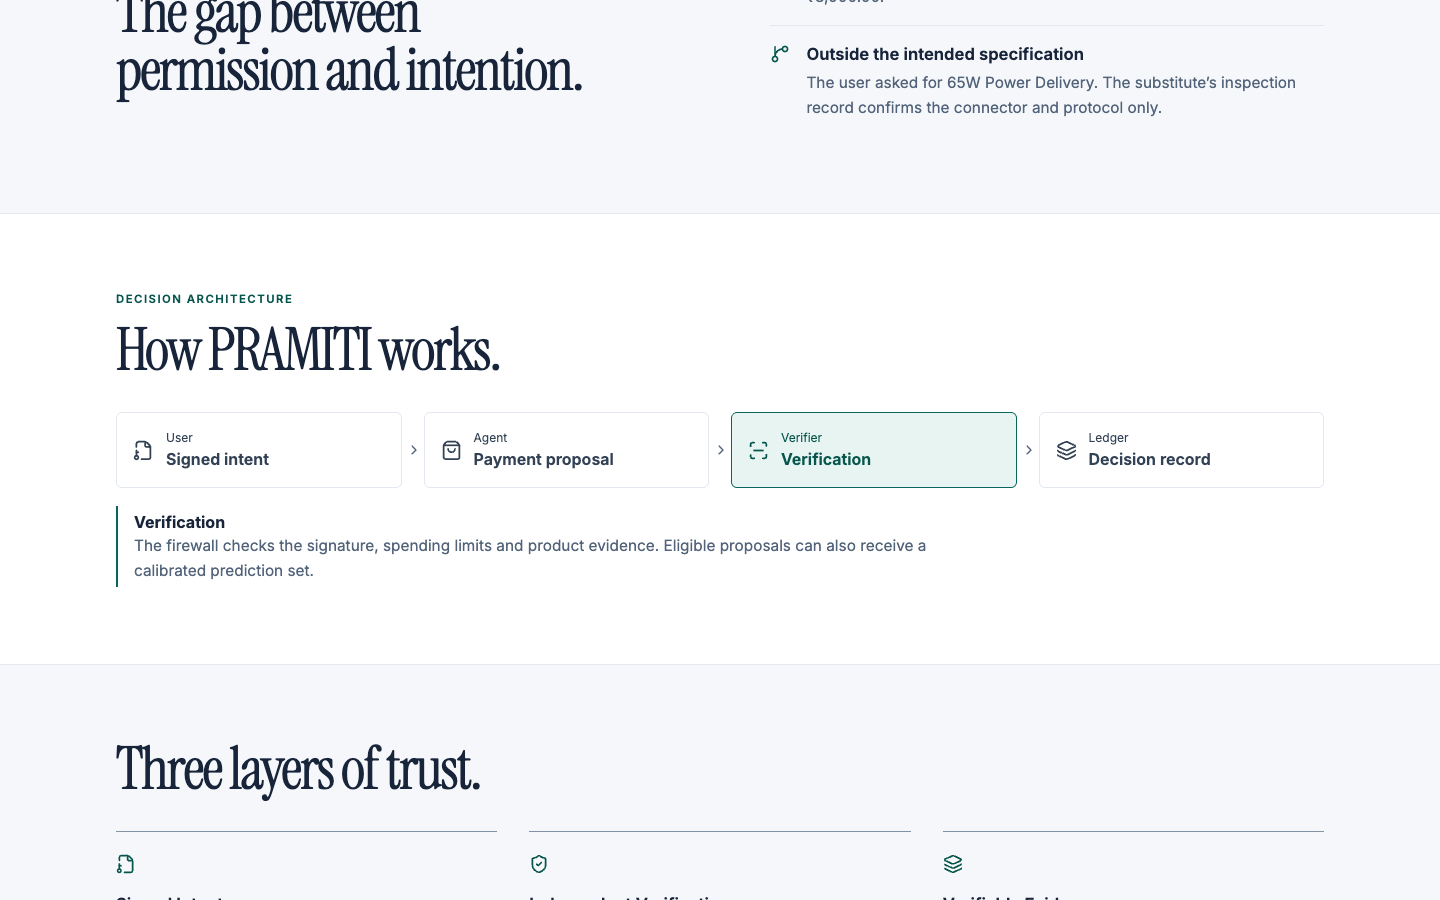 The gap between
permission and intention.
Outside the intended specification
The user asked for 65W Power Delivery. The substitute’s inspection
record confirms the connector and protocol only.
DECISION ARCHITECTURE
How PRAMITI works.
User
Signed intent
Agent
Payment proposal
Verifier
Verification
Ledger
Decision record
Verification
The firewall checks the signature, spending limits and product evidence. Eligible proposals can also receive a
calibrated prediction set.
Three layers of trust.